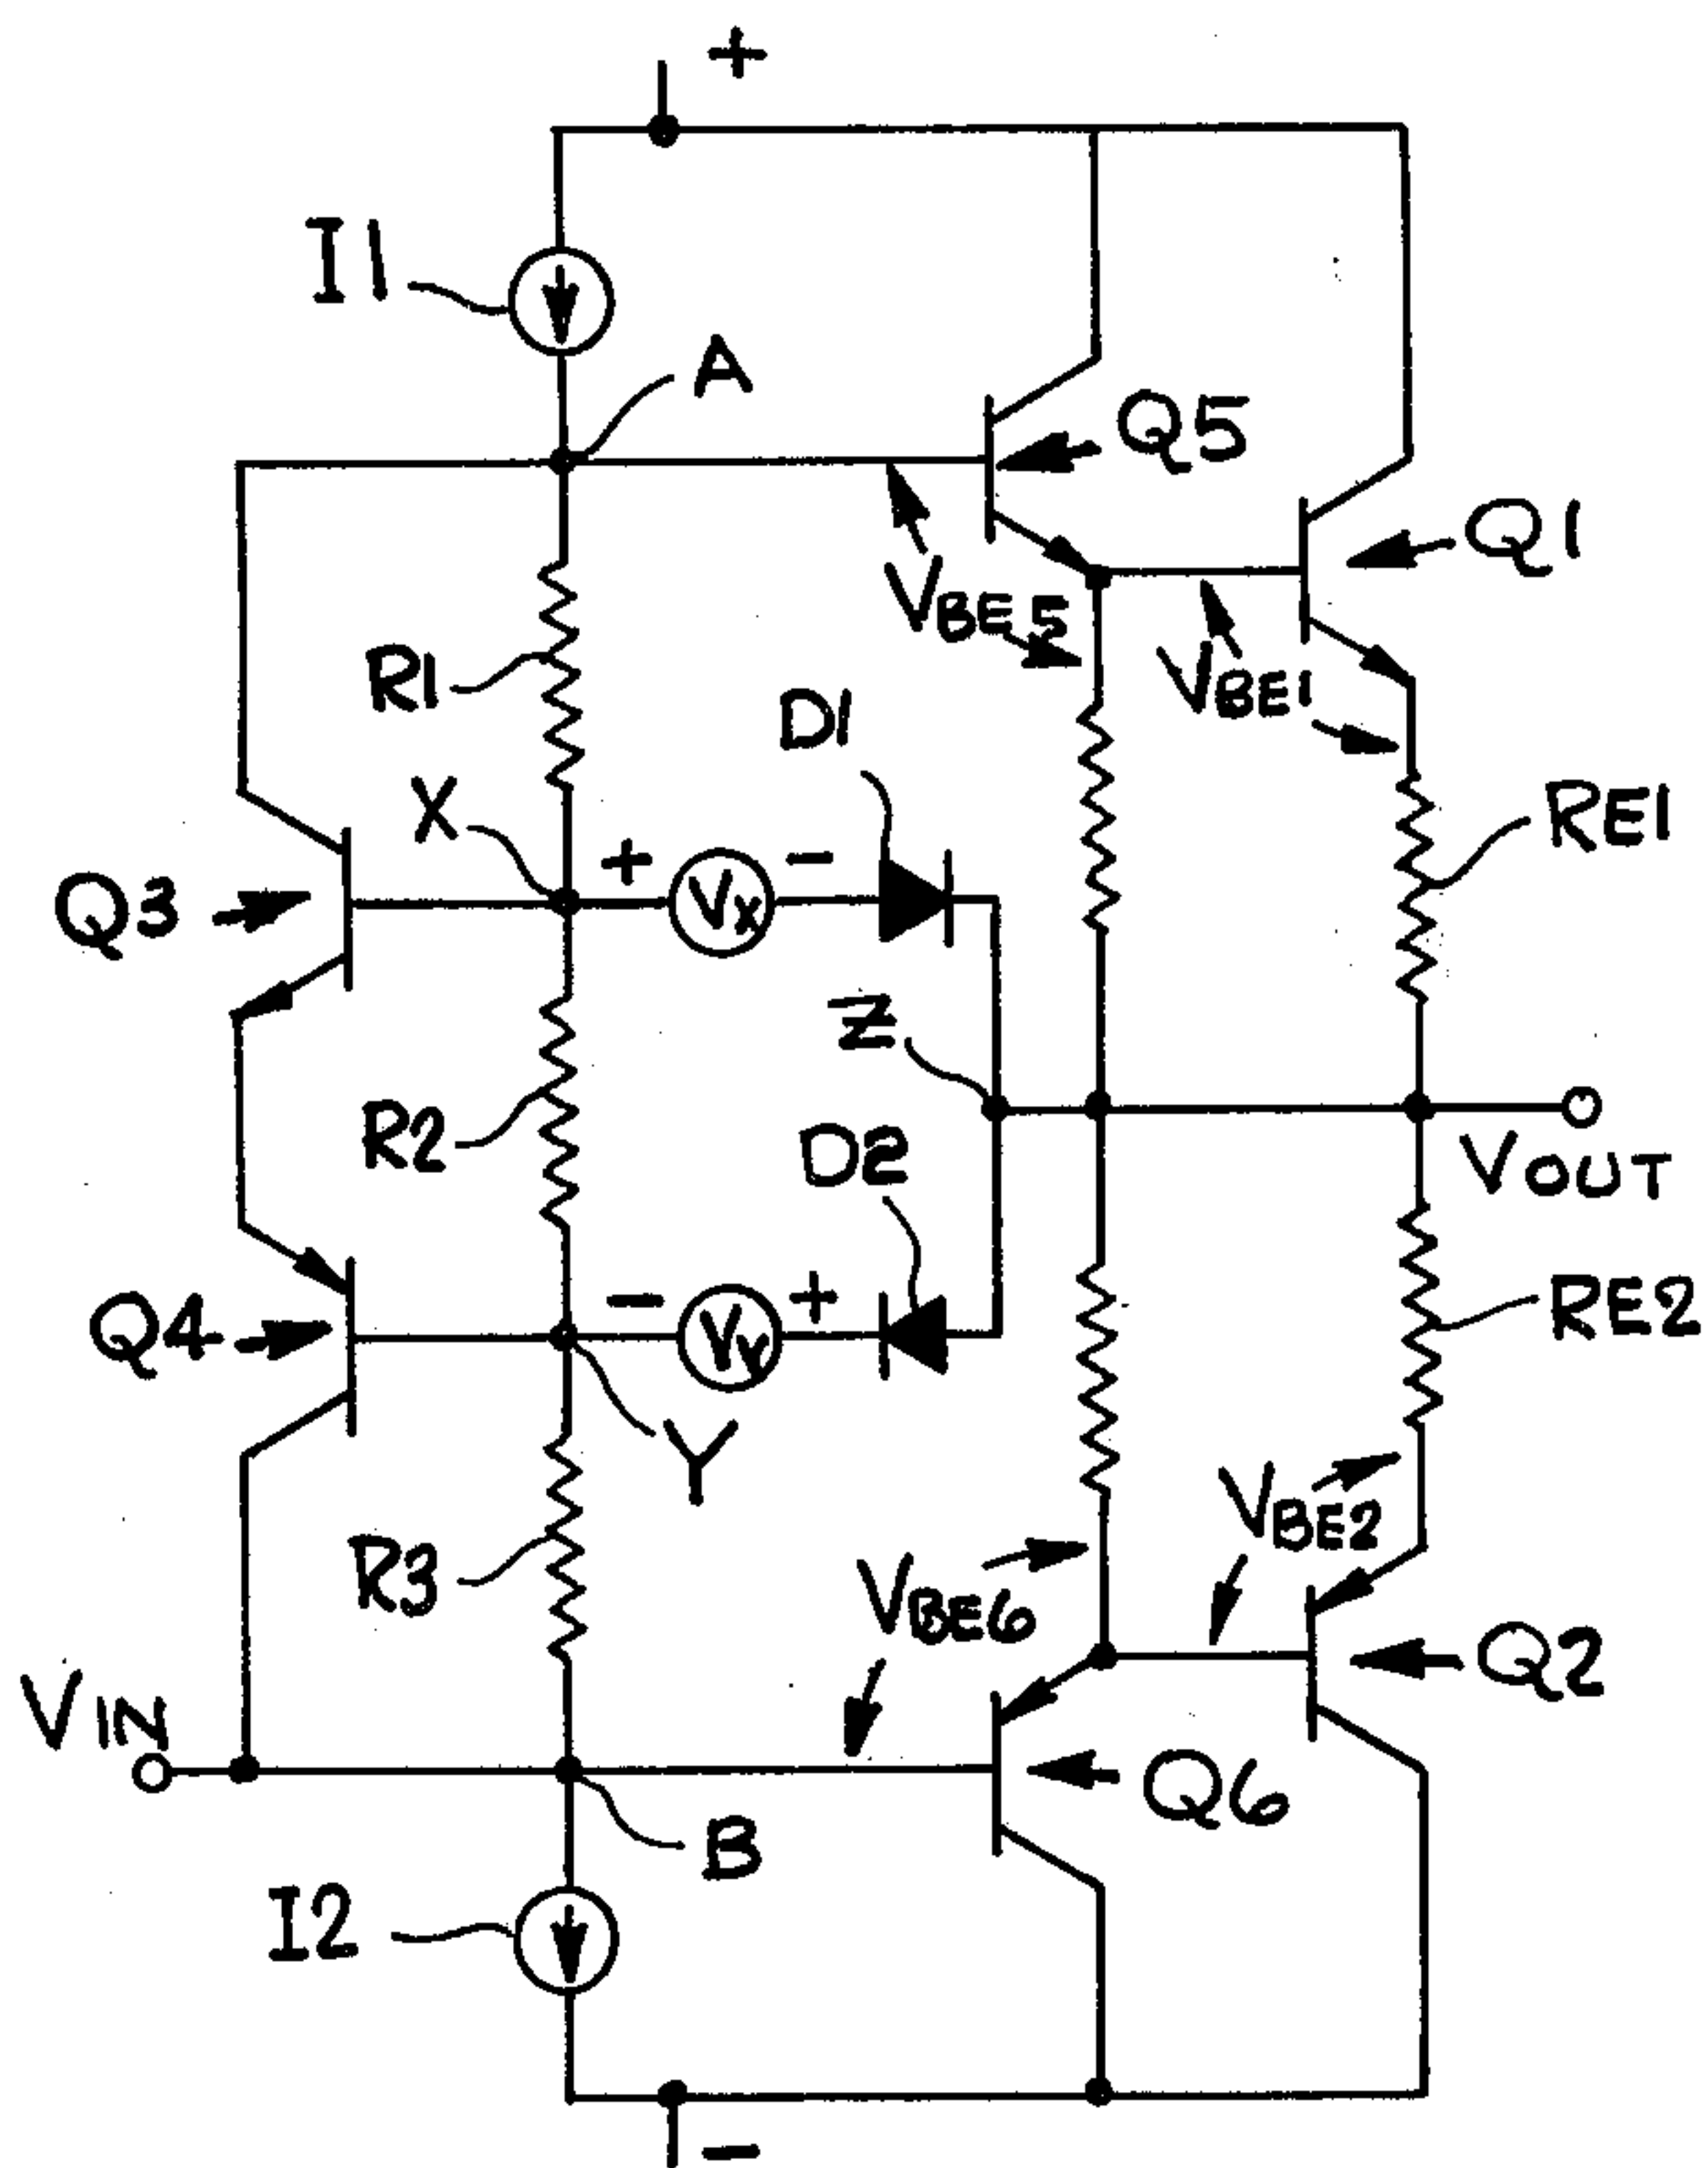 +
I1
A
Q5
Q1
VBE5
VBE1
R1
D1
X
+
VX
-
RE1
Q3
Z
R2
D2
VOUT
Q4
-
VY
+
RE2
Y
VBE2
R3
VBE6
Q2
VIN
Q6
B
I2
-